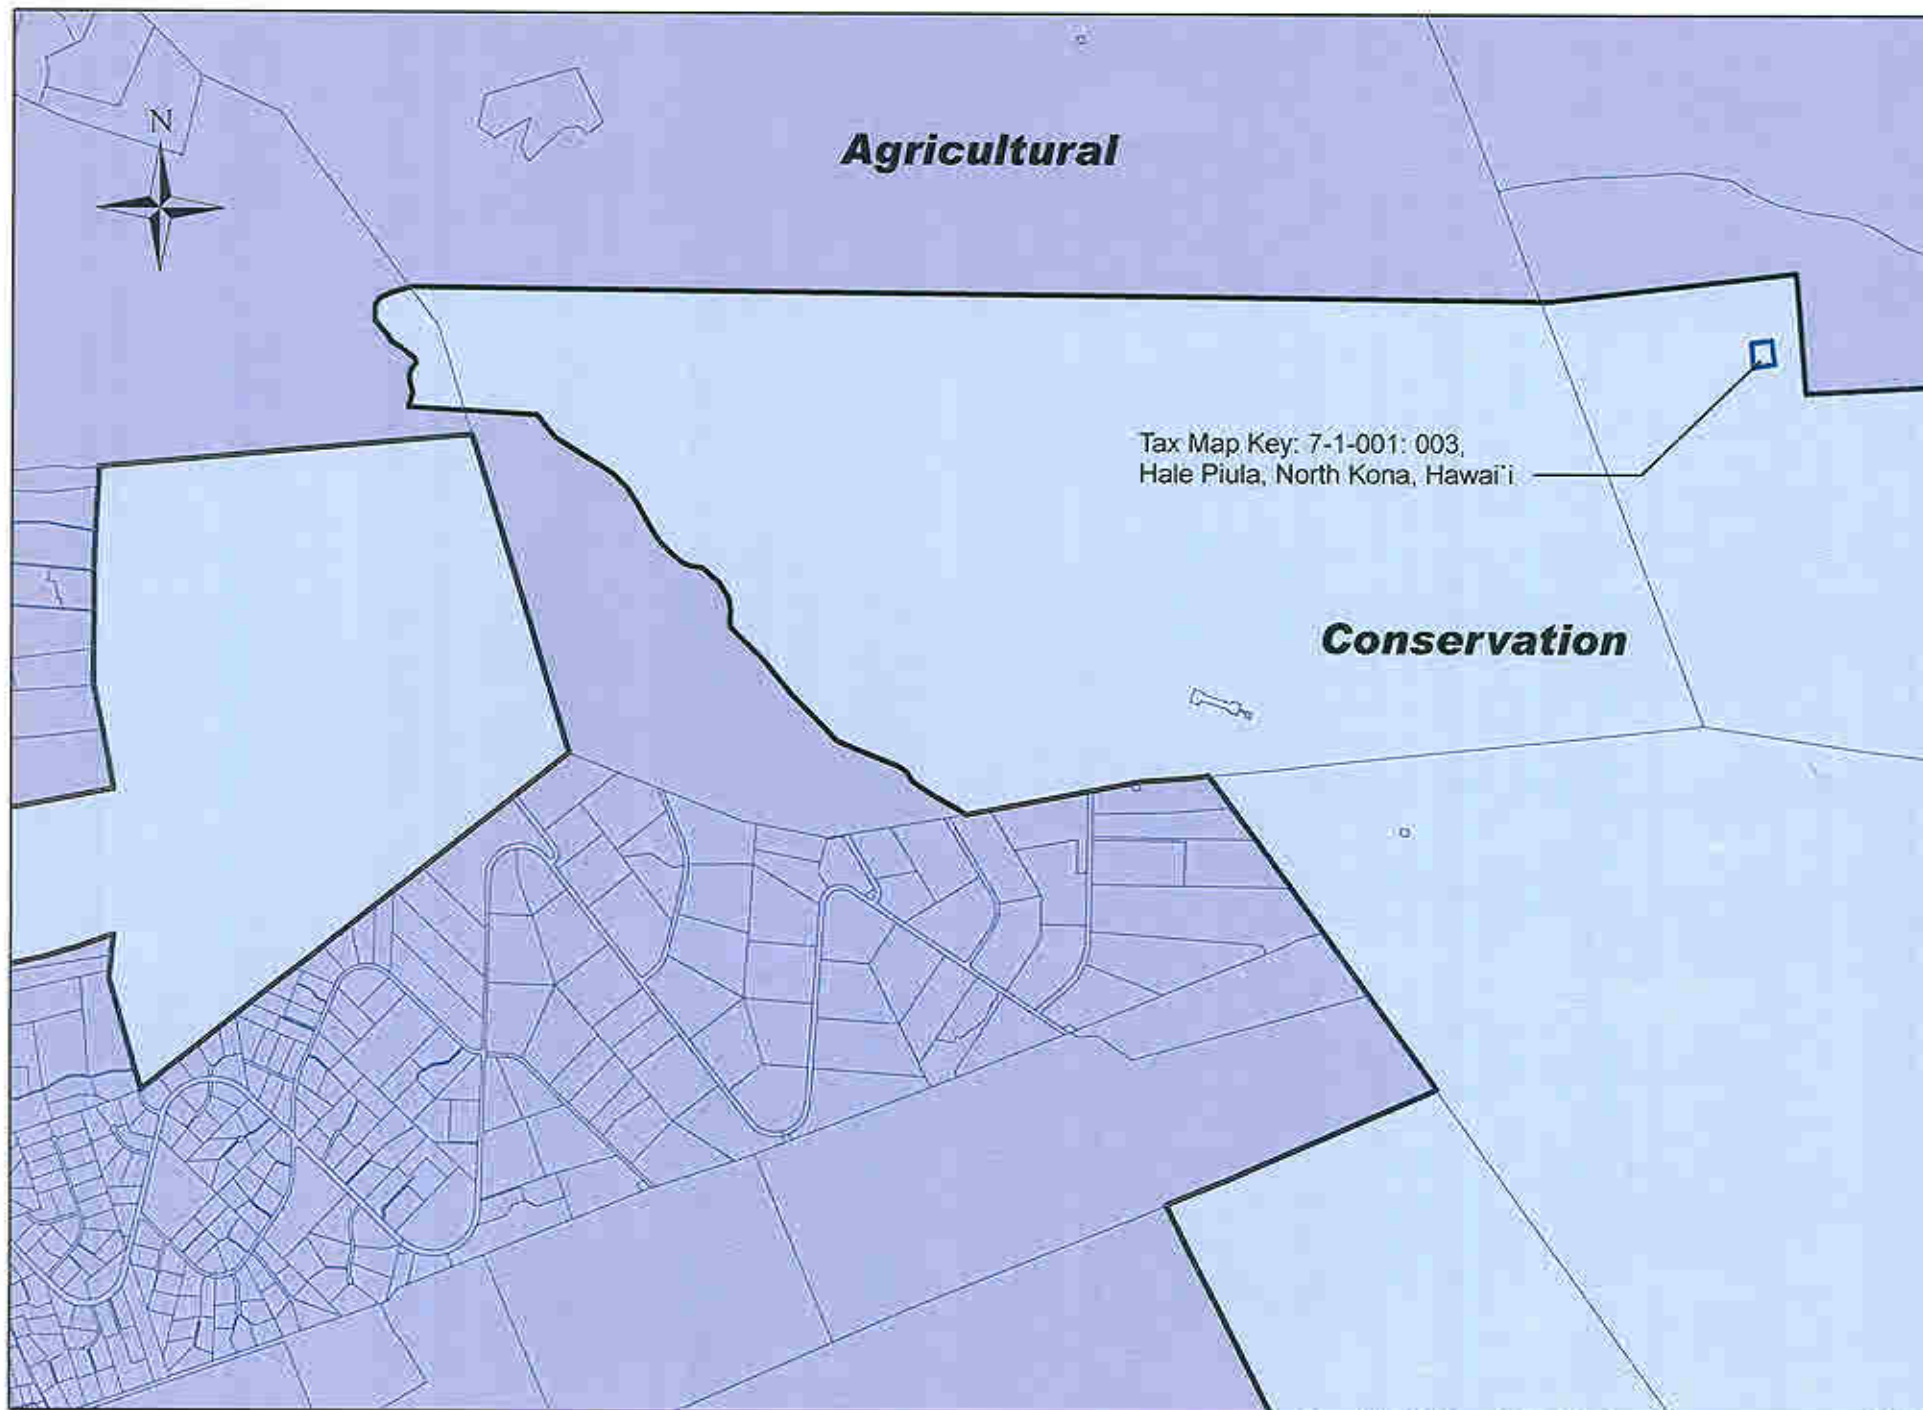 N
Agricultural
Tax Map Key: 7-1-001: 003,
Hale Piula, North Kona, Hawai`i
Conservation